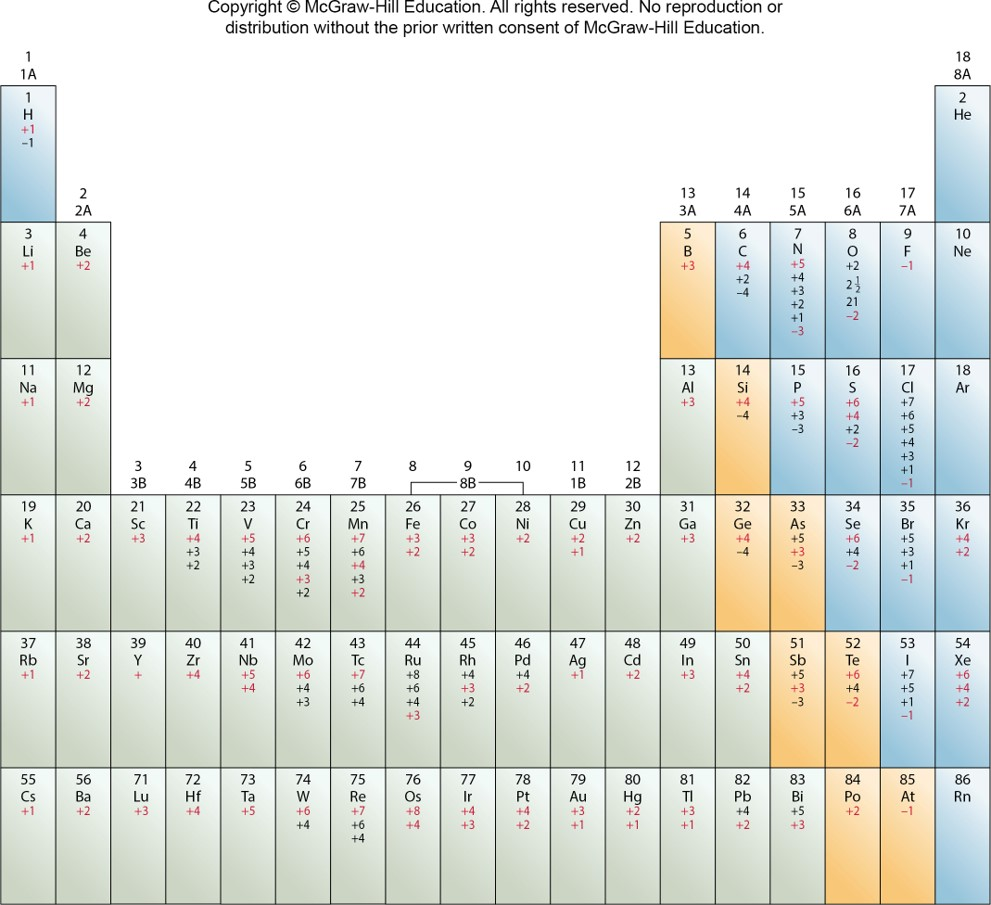 Copyright © McGraw-Hill Education. All rights reserved. No reproduction or
distribution without the prior written consent of McGraw-Hill Education.
1 18
1A 8A
1 2
H He
+1
–1
2 13 14 15 16 17
2A 3A 4A 5A 6A 7A
3 4 5 6 7 8 9 10
Li Be B C N O F Ne
+1 +2 +3 +4 +5 +2 –1
+2 +4 2 1/2
–4 +3 21
+2 –2
+1
–3
11 12 13 14 15 16 17 18
Na Mg Al Si P S Cl Ar
+1 +2 +3 +4 +5 +6 +7
–4 +3 +4 +6
–3 +2 +5
–2 +4
+3
+1
–1
3 4 5 6 7 8 9 10 11 12
3B 4B 5B 6B 7B 8B 1B 2B
19 20 21 22 23 24 25 26 27 28 29 30 31 32 33 34 35 36
K Ca Sc Ti V Cr Mn Fe Co Ni Cu Zn Ga Ge As Se Br Kr
+1 +2 +3 +4 +5 +6 +7 +3 +3 +2 +2 +2 +3 +4 +5 +6 +5 +4
+3 +4 +5 +6 +2 +2 +1 –4 +3 +4 +3 +2
+2 +3 +4 +4 –3 –2 +1
+2 +3 +3 –1
+2 +2
37 38 39 40 41 42 43 44 45 46 47 48 49 50 51 52 53 54
Rb Sr Y Zr Nb Mo Tc Ru Rh Pd Ag Cd In Sn Sb Te I Xe
+1 +2 + +4 +5 +6 +7 +8 +4 +4 +1 +2 +3 +4 +5 +6 +7 +6
+4 +4 +6 +6 +3 +2 +2 +3 +4 +5 +4
+3 +4 +4 +2 –3 –2 +1 +2
+3 –1
55 56 71 72 73 74 75 76 77 78 79 80 81 82 83 84 85 86
Cs Ba Lu Hf Ta W Re Os Ir Pt Au Hg Tl Pb Bi Po At Rn
+1 +2 +3 +4 +5 +6 +7 +8 +4 +4 +3 +2 +3 +4 +5 +2 –1
+4 +6 +4 +3 +2 +1 +1 +1 +2 +3
+4